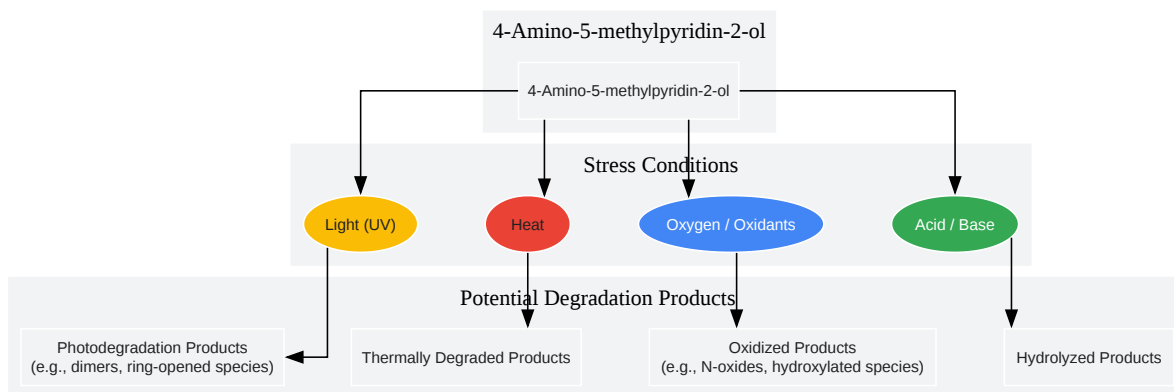 4-Amino-5-methylpyridin-2-ol
4-Amino-5-methylpyridin-2-ol
Stress Conditions
Light (UV)
Heat
Oxygen / Oxidants
Acid / Base
Potential Degradation Products
Photodegradation Products
(e.g., dimers, ring-opened species)
Thermally Degraded Products
Oxidized Products
(e.g., N-oxides, hydroxylated species)
Hydrolyzed Products